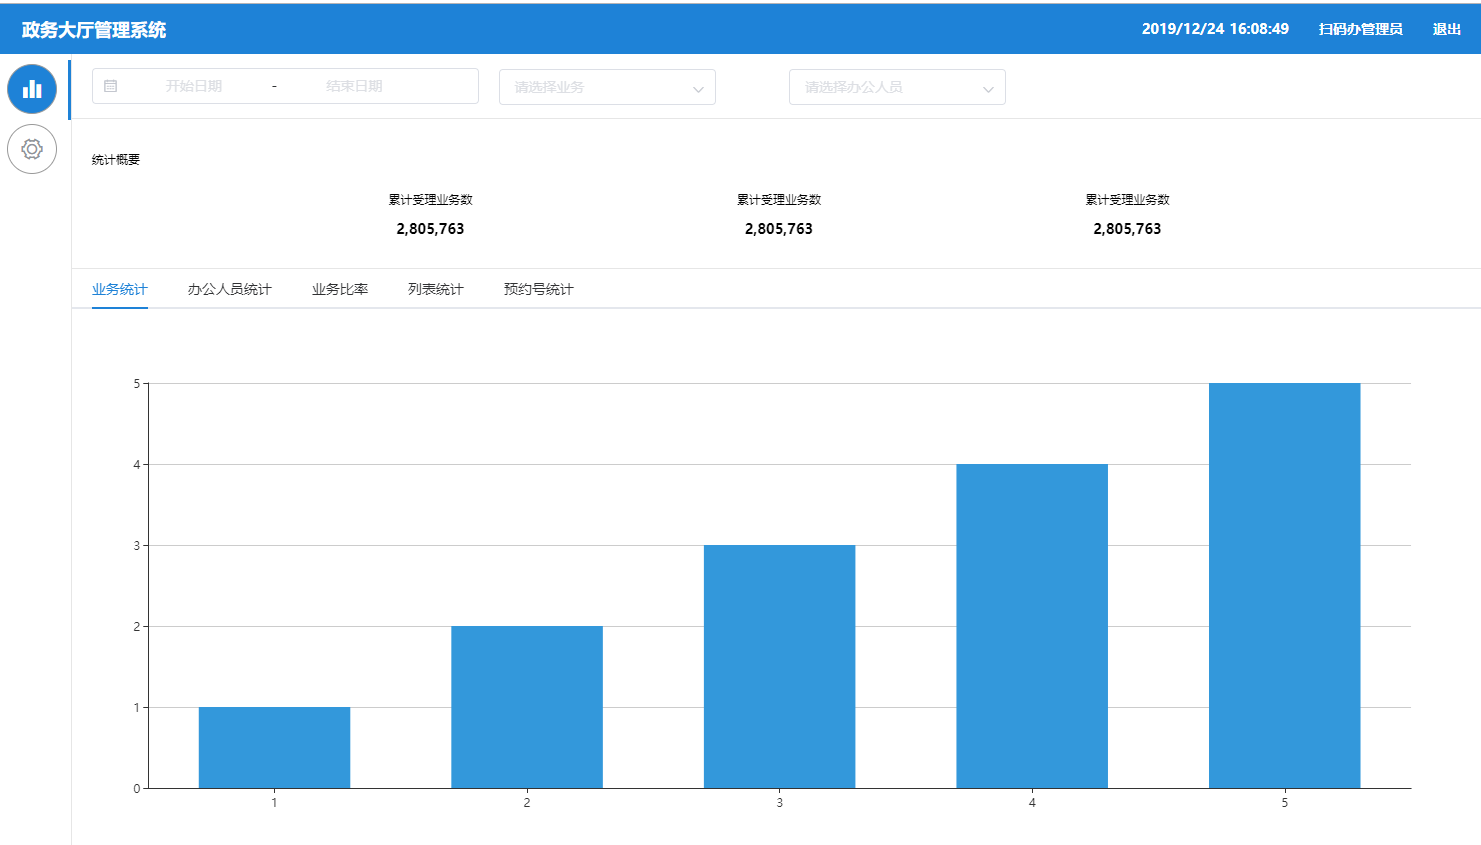 政务大厅管理系统 2019/12/24 16:08:49 扫码办管理员 退出
开始日期 - 结束日期 请选择业务 请选择办公人员
统计概要
累计受理业务数 累计受理业务数 累计受理业务数
2,805,763 2,805,763 2,805,763
业务统计 办公人员统计 业务比率 列表统计 预约号统计
5
4
3
2
1
0
1 2 3 4 5